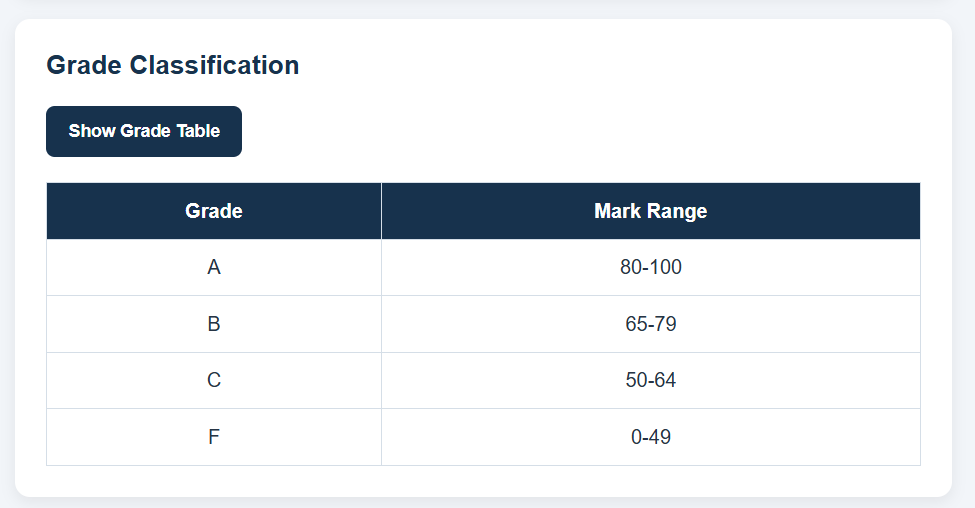 Grade Classification
Show Grade Table
Grade Mark Range
A 80-100
B 65-79
C 50-64
F 0-49